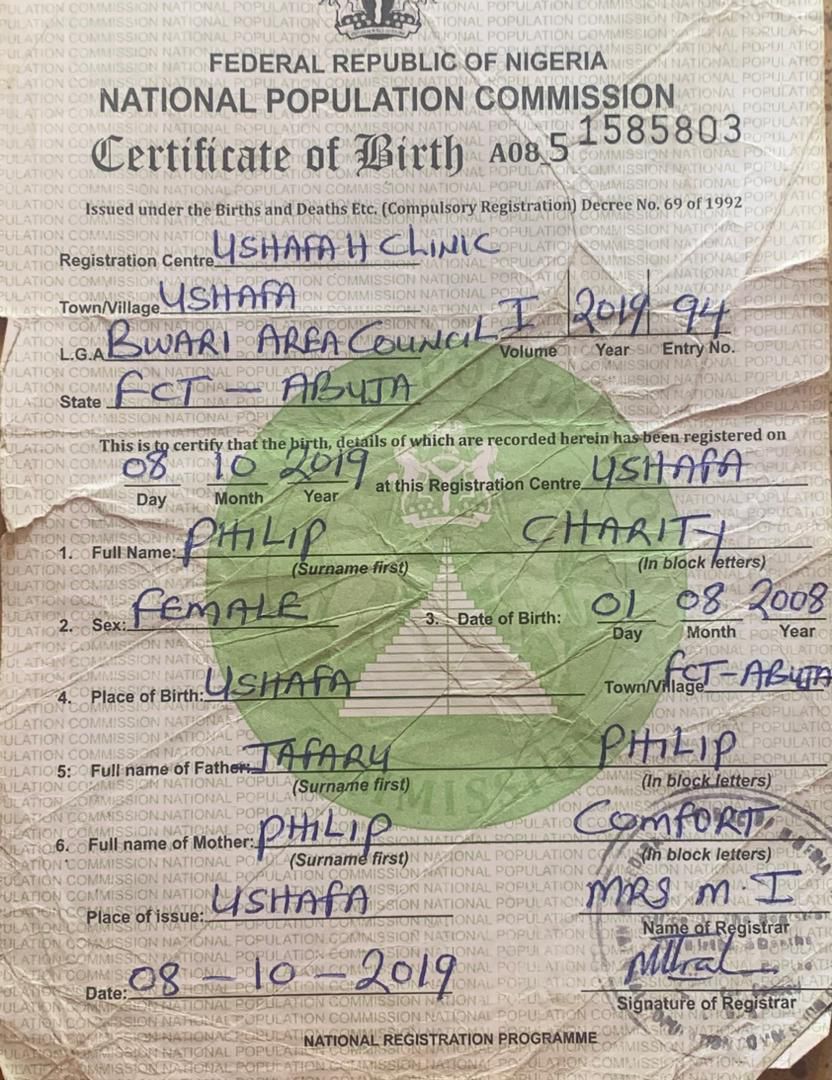 FEDERAL REPUBLIC OF NIGERIA
NATIONAL POPULATION COMMISSION
Certificate of Birth A08.5 1585803
Issued under the Births and Deaths Etc. (Compulsory Registration) Decree No. 69 of 1992
Registration Centre USHAFA H CLINIC
Town/Village USHAFA
L.G.A BWARI AREA COUNCIL I 2019 94
Volume Year Entry No.
State FCT - ABUJA
This is to certify that the birth, details of which are recorded herein has been registered on
08 10 2019 at this Registration Centre USHAFA
Day Month Year
1. Full Name: PHILIP CHARITY
(Surname first) (In block letters)
2. Sex: FEMALE 3. Date of Birth: 01 08 2008
Day Month Year
4. Place of Birth: USHAFA Town/Village FCT-ABUJA
5: Full name of Father: TAFARU PHILIP
(Surname first) (In block letters)
6. Full name of Mother: PHILIP COMFORT
(Surname first) (In block letters)
Place of issue: USHAFA MRS M.I
Name of Registrar
Date: 08-10-2019
Signature of Registrar
NATIONAL REGISTRATION PROGRAMME